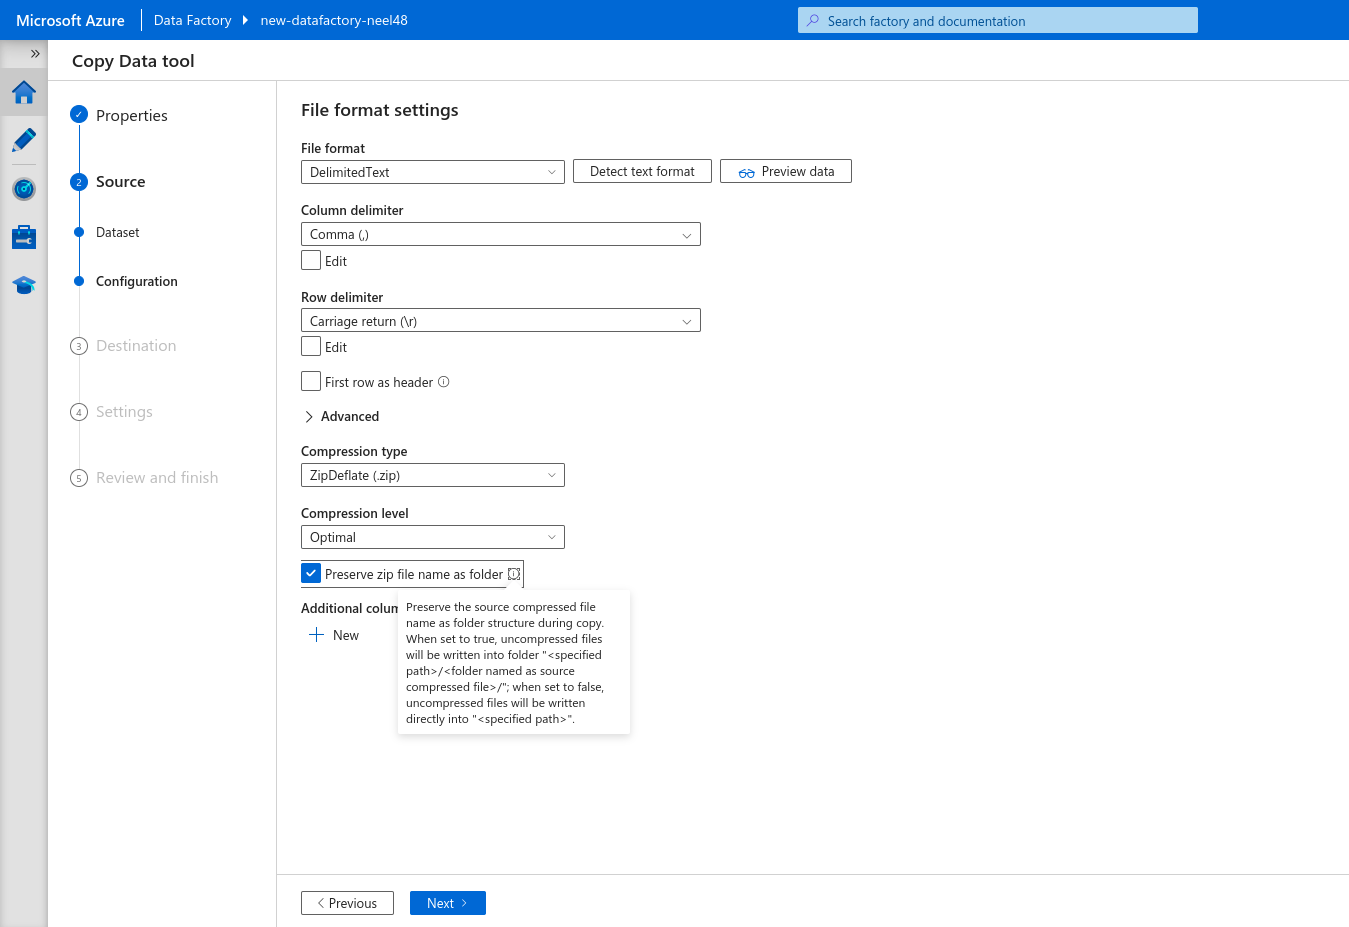 Microsoft Azure
Data Factory
new-datafactory-neel48
Search factory and documentation
Copy Data tool
Properties
2
Source
Dataset
Configuration
3
Destination
4
Settings
5
Review and finish
File format settings
File format
DelimitedText
Detect text format
Preview data
Column delimiter
Comma (,)
Edit
Row delimiter
Carriage return (\r)
Edit
First row as header
Advanced
Compression type
ZipDeflate (.zip)
Compression level
Optimal
Preserve zip file name as folder
Additional colum
New
Preserve the source compressed file
name as folder structure during copy.
When set to true, uncompressed files
will be written into folder "<specified
path>/<folder named as source
compressed file>/"; when set to false,
uncompressed files will be written
directly into "<specified path>".
Previous
Next